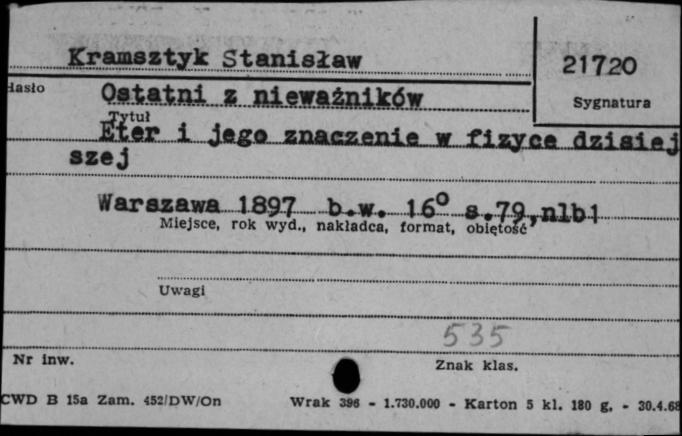 Kramsztyk Stanisław
21720
Hasło
Ostatni z nieważników
Sygnatura
Tytuł
Eter i jego znaczenie w fizyce dzisiej
szej
Warszawa 1897 b.w. 16° s.79,nlb1
Miejsce, rok wyd., nakładca, format, objętość
Uwagi
535
Nr inw.
Znak klas.
CWD B 15a Zam. 452/DW/On
Wrak 396 - 1.730.000 - Karton 5 kl. 180 g. - 30.4.68